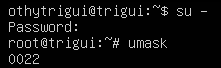 othytrigui@trigui:~$ su -
Password:
root@trigui:~# umask
0022